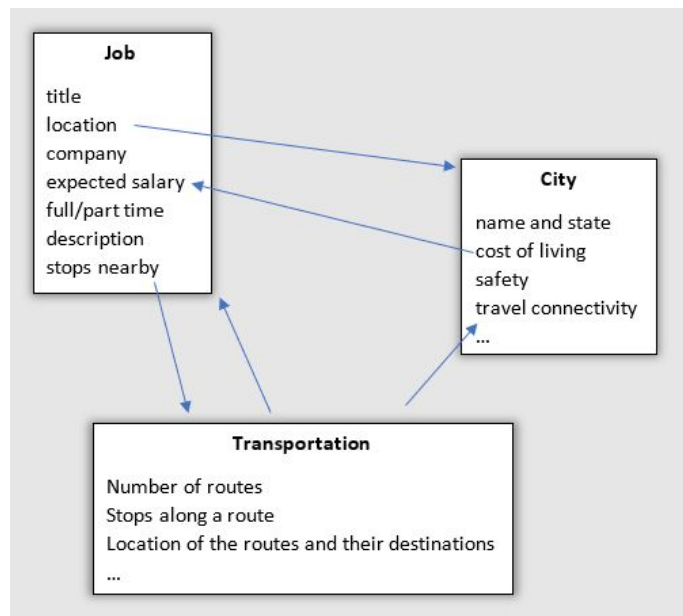 Job
title
location
company
expected salary
full/part time
description
stops nearby
City
name and state
cost of living
safety
travel connectivity
...
Transportation
Number of routes
Stops along a route
Location of the routes and their destinations
...